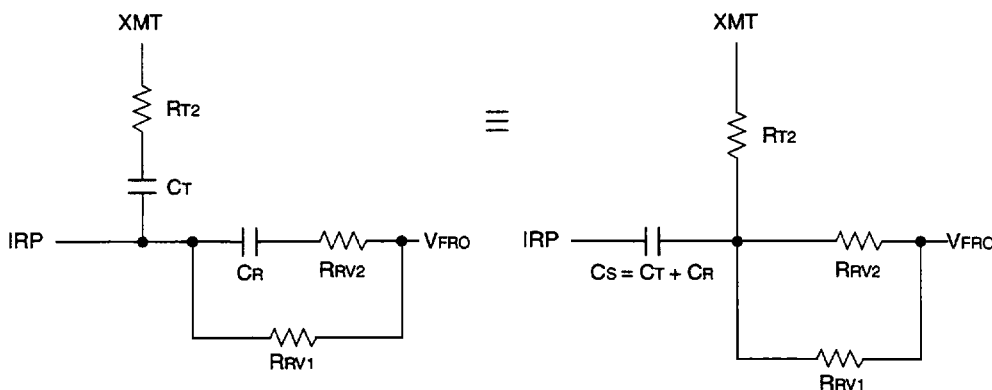 XMT
RT2
CT
IRP
CR
RRV2
VFRO
RRV1
≡
XMT
RT2
IRP
CS = CT + CR
RRV2
VFRO
RRV1